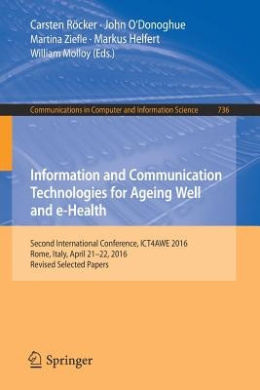 Carsten Röcker · John O'Donoghue
Martina Ziefle · Markus Helfert
William Molloy (Eds.)
Communications in Computer and Information Science 736
Information and Communication
Technologies for Ageing Well
and e-Health
Second International Conference, ICT4AWE 2016
Rome, Italy, April 21–22, 2016
Revised Selected Papers
Springer